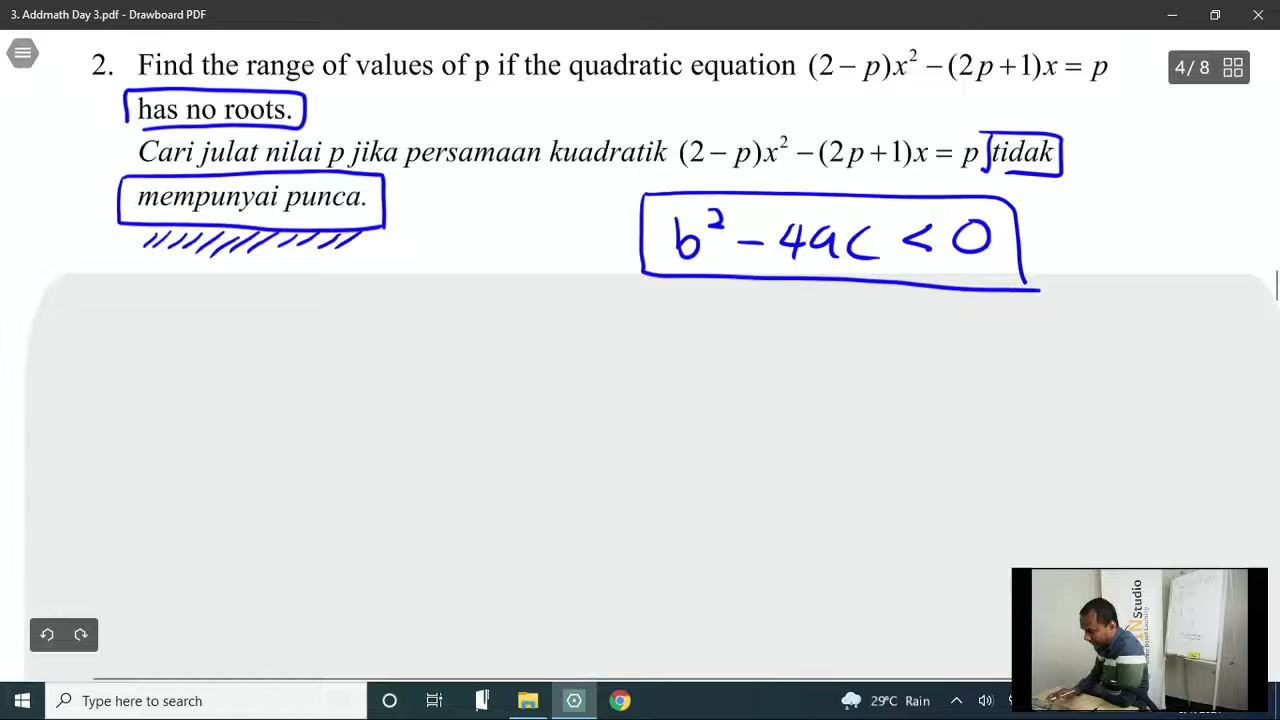 3. Addmath Day 3.pdf - Drawboard PDF
2. Find the range of values of p if the quadratic equation (2 − p)x² − (2p + 1)x = p
has no roots.
Cari julat nilai p jika persamaan kuadratik (2 − p)x² − (2p + 1)x = p tidak
mempunyai punca.
b² − 4ac < 0
4 / 8
Studio
Type here to search
29°C Rain